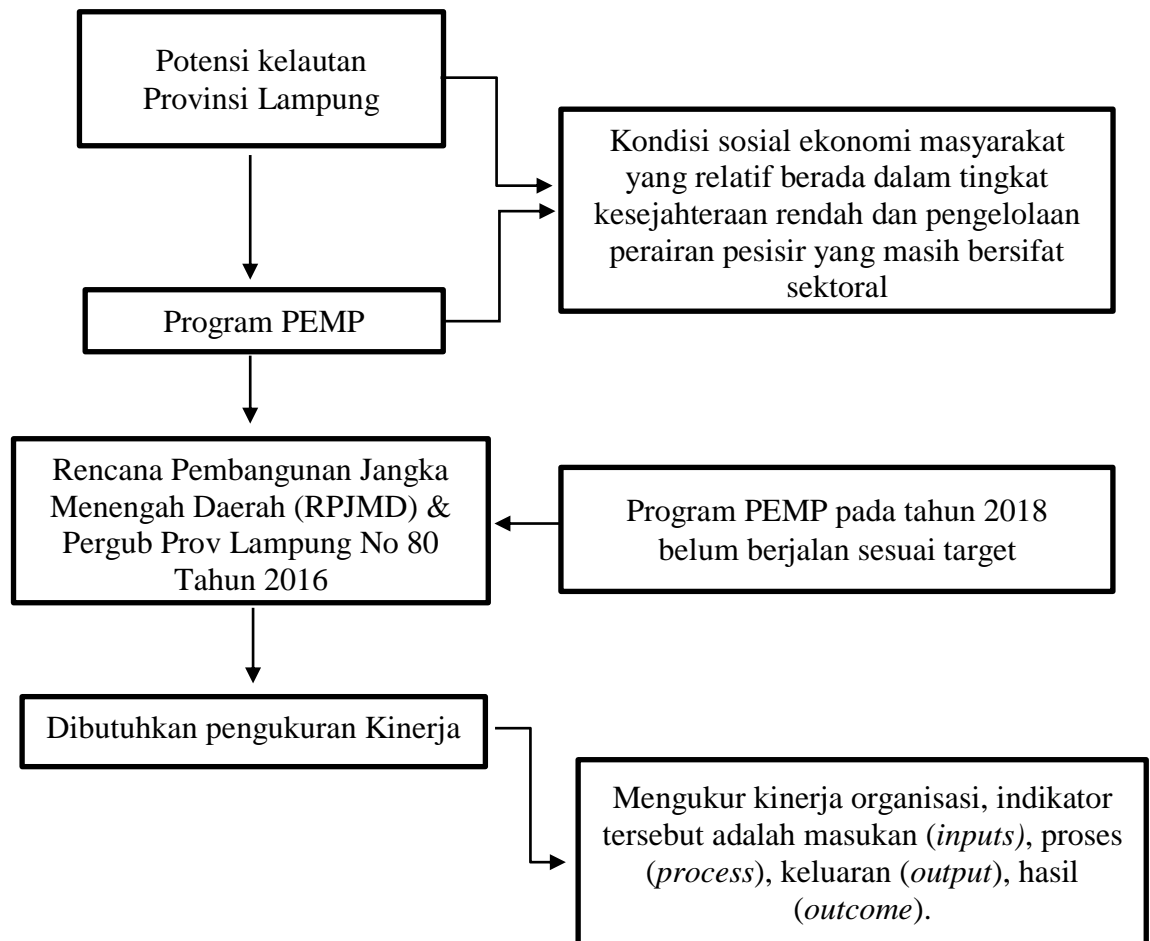 Potensi kelautan
Provinsi Lampung
Kondisi sosial ekonomi masyarakat
yang relatif berada dalam tingkat
kesejahteraan rendah dan pengelolaan
perairan pesisir yang masih bersifat
sektoral
Program PEMP
Rencana Pembangunan Jangka
Menengah Daerah (RPJMD) &
Pergub Prov Lampung No 80
Tahun 2016
Program PEMP pada tahun 2018
belum berjalan sesuai target
Dibutuhkan pengukuran Kinerja
Mengukur kinerja organisasi, indikator
tersebut adalah masukan (inputs), proses
(process), keluaran (output), hasil
(outcome).